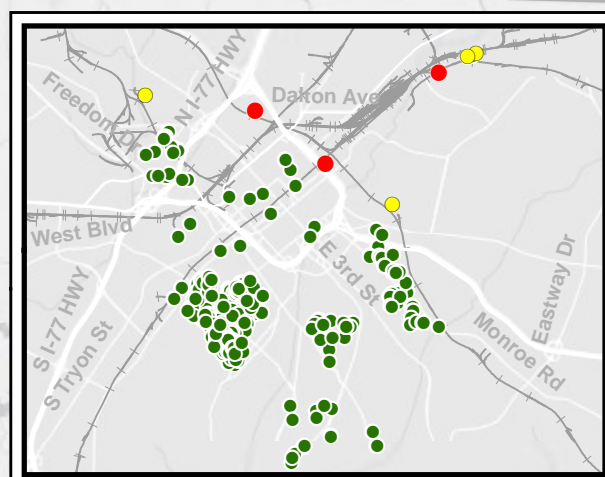 N I-77 HWY
Freedom Dr
Dalton Ave
West Blvd
E 3rd St
Eastway Dr
S I-77 HWY
S Tryon St
Monroe Rd